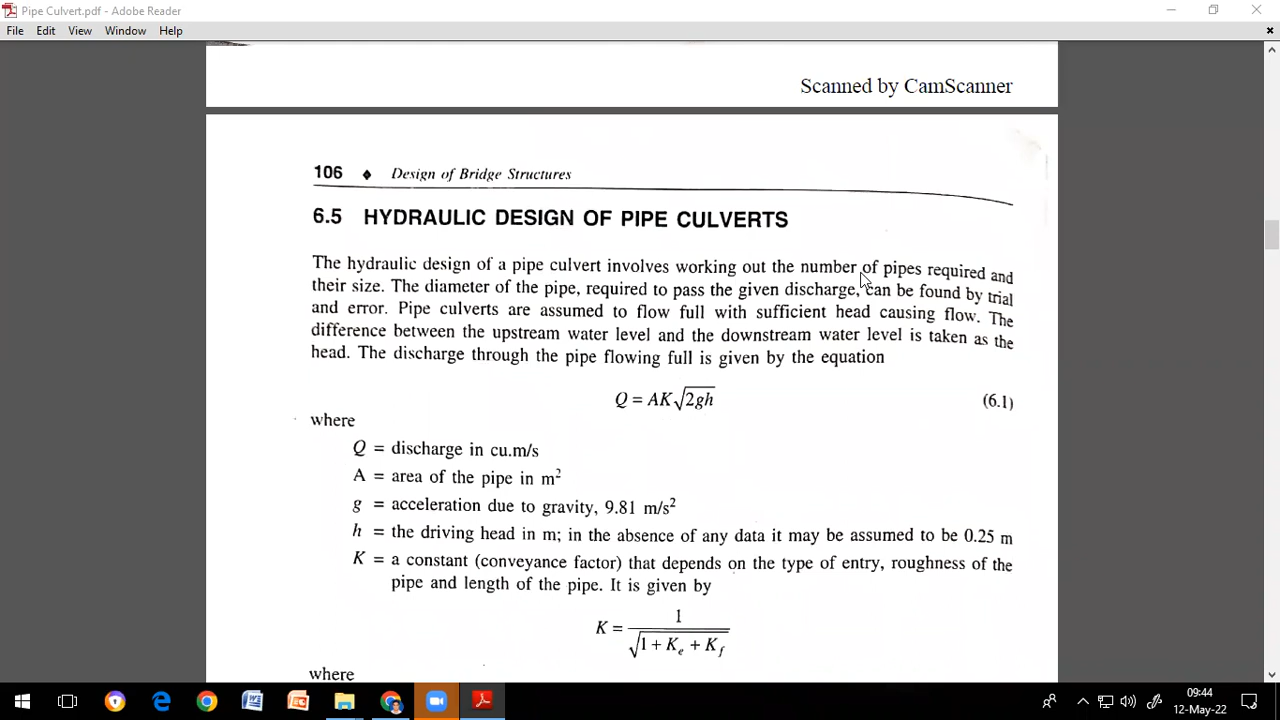 Pipe Culvert.pdf - Adobe Reader
File Edit View Window Help
Scanned by CamScanner
106 ♦ Design of Bridge Structures
6.5 HYDRAULIC DESIGN OF PIPE CULVERTS
The hydraulic design of a pipe culvert involves working out the number of pipes required and
their size. The diameter of the pipe, required to pass the given discharge, can be found by trial
and error. Pipe culverts are assumed to flow full with sufficient head causing flow. The
difference between the upstream water level and the downstream water level is taken as the
head. The discharge through the pipe flowing full is given by the equation
Q = AK√2gh (6.1)
where
Q = discharge in cu.m/s
A = area of the pipe in m²
g = acceleration due to gravity, 9.81 m/s²
h = the driving head in m; in the absence of any data it may be assumed to be 0.25 m
K = a constant (conveyance factor) that depends on the type of entry, roughness of the
pipe and length of the pipe. It is given by
K = 1 / √1 + Ke + Kf
where
09:44
12-May-22